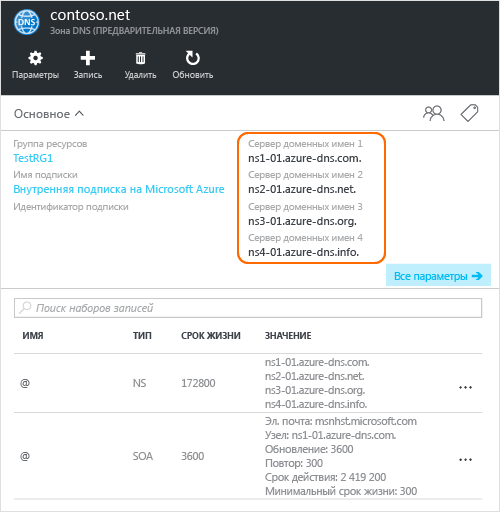 contoso.net
DNS
Зона DNS (ПРЕДВАРИТЕЛЬНАЯ ВЕРСИЯ)
Параметры Запись Удалить Обновить
Основное
Группа ресурсов
TestRG1
Имя подписки
Внутренняя подписка на Microsoft Azure
Идентификатор подписки
Сервер доменных имен 1
ns1-01.azure-dns.com.
Сервер доменных имен 2
ns2-01.azure-dns.net.
Сервер доменных имен 3
ns3-01.azure-dns.org.
Сервер доменных имен 4
ns4-01.azure-dns.info.
Все параметры →
Поиск наборов записей
ИМЯ ТИП СРОК ЖИЗНИ ЗНАЧЕНИЕ
@ NS 172800
ns1-01.azure-dns.com.
ns2-01.azure-dns.net.
ns3-01.azure-dns.org.
ns4-01.azure-dns.info.
...
@ SOA 3600
Эл. почта: msnhst.microsoft.com
Узел: ns1-01.azure-dns.com.
Обновление: 3600
Повтор: 300
Срок действия: 2 419 200
Минимальный срок жизни: 300
...